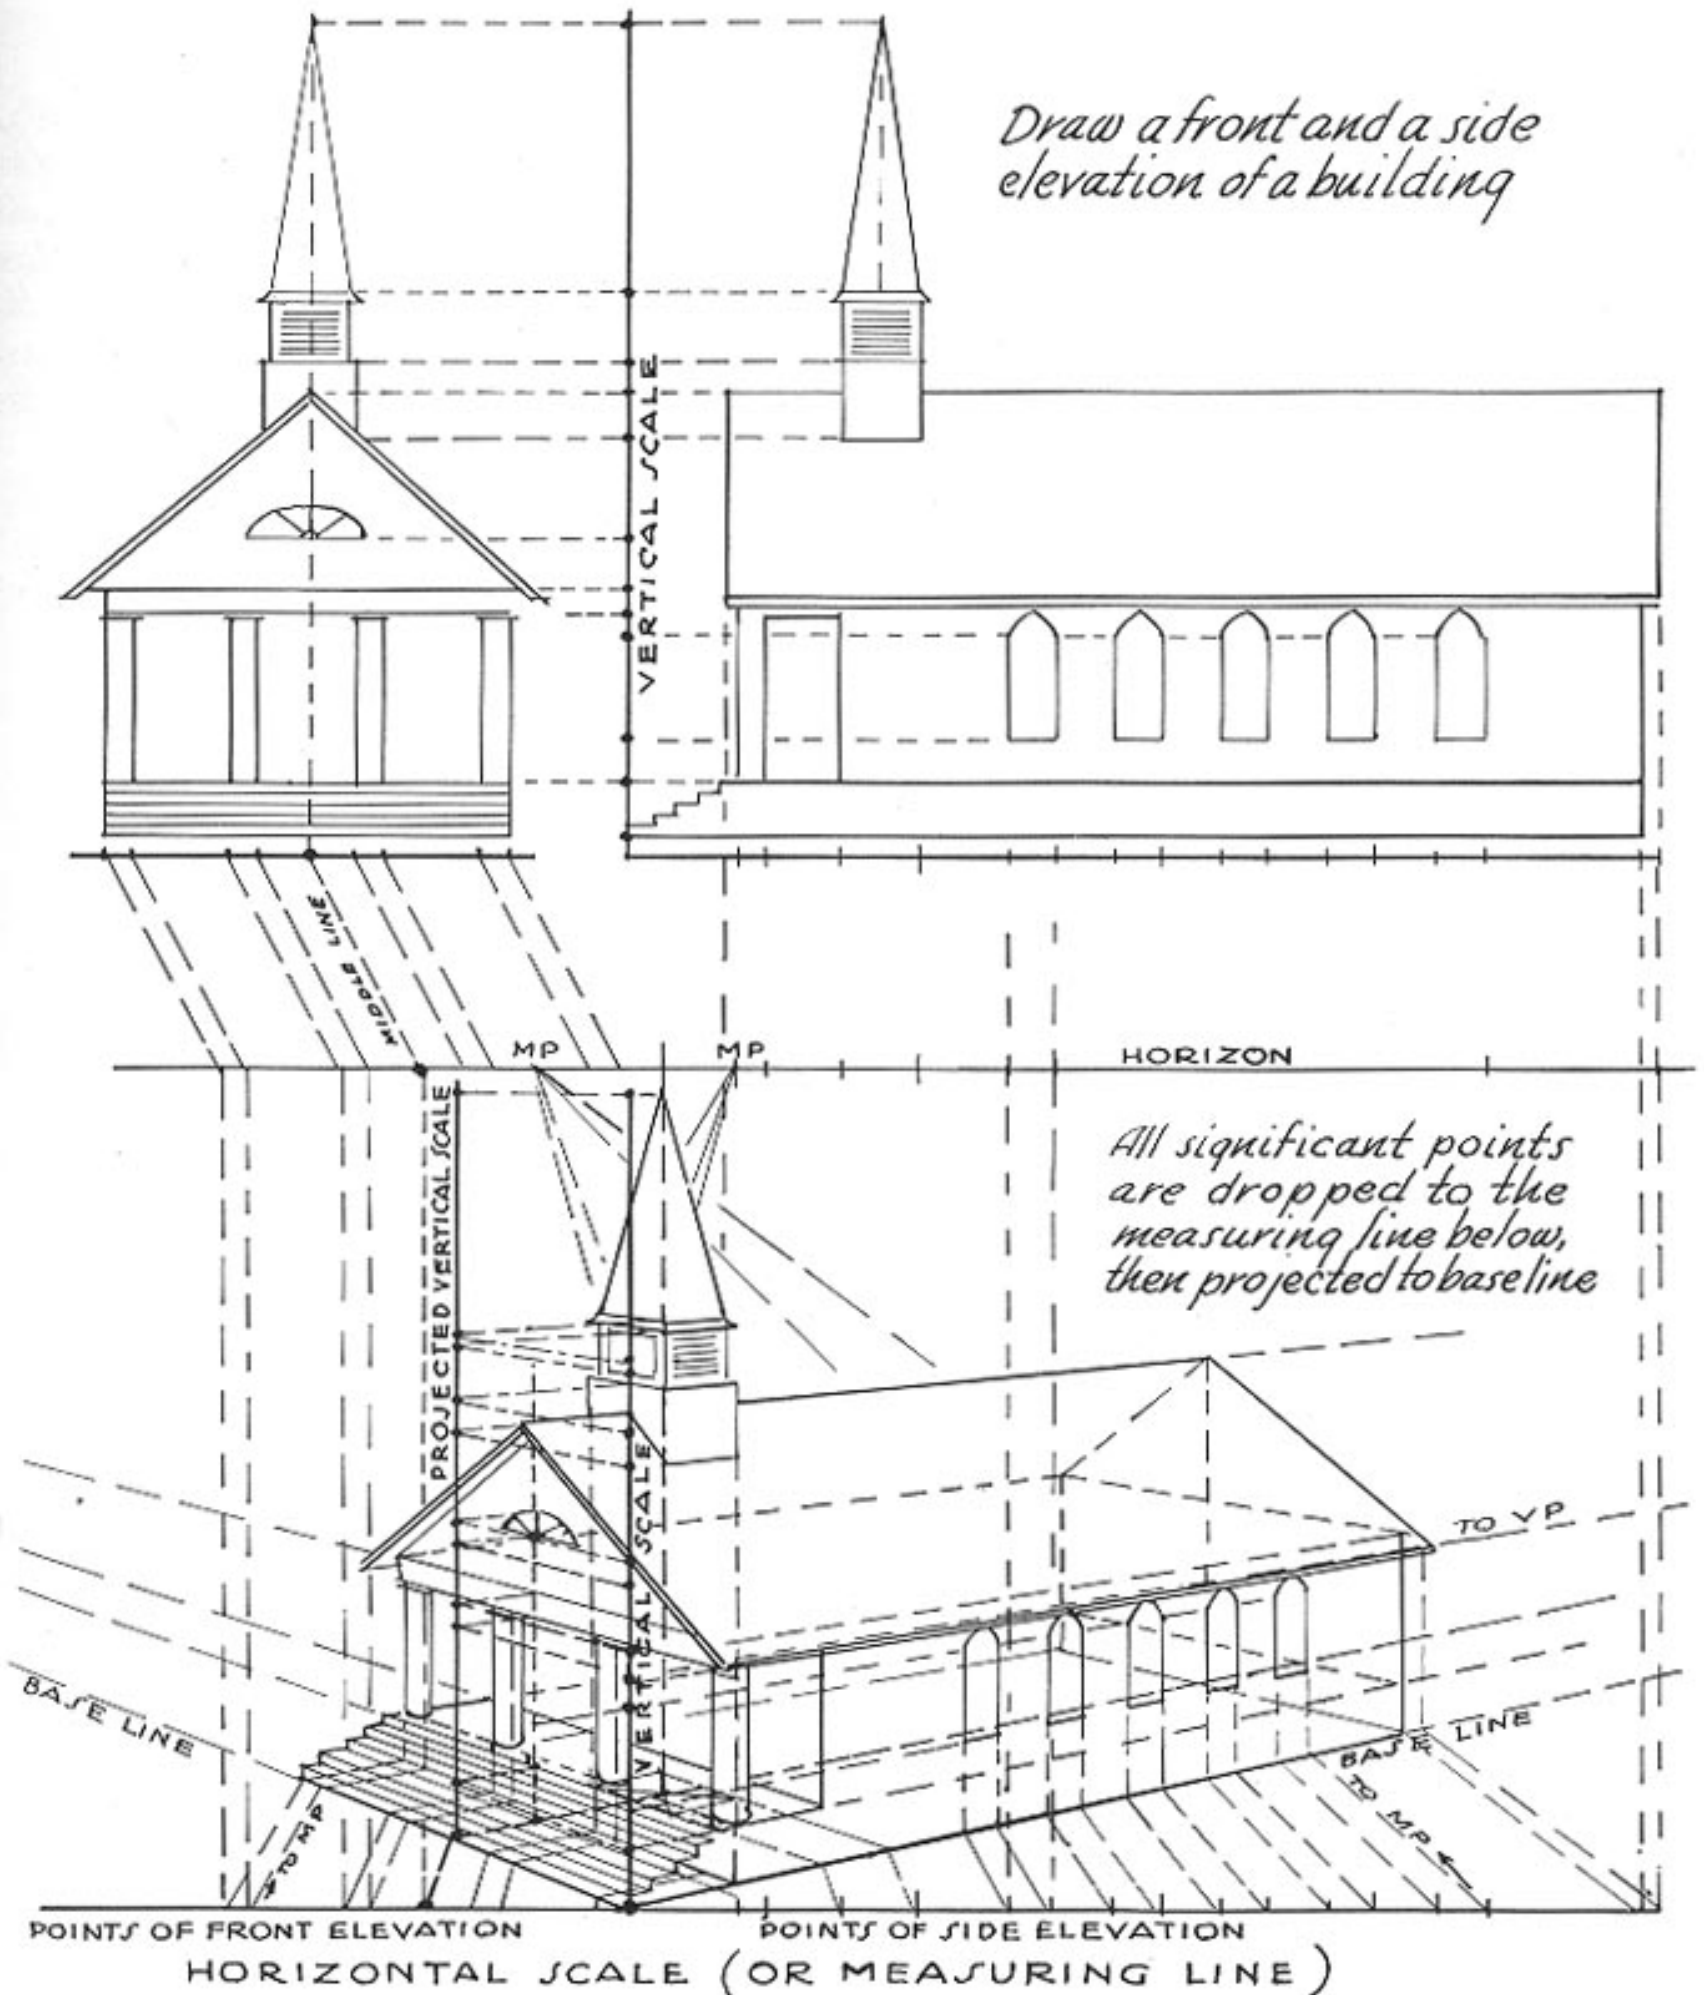 Draw a front and a side
elevation of a building
VERTICAL SCALE
MIDDLE LINE
MP
MP
HORIZON
PROJECTED VERTICAL SCALE
All significant points
are dropped to the
measuring line below,
then projected to baseline
VERTICAL SCALE
TO VP
BASE LINE
BASE LINE
TO MP
TO MP
POINTS OF FRONT ELEVATION
POINTS OF SIDE ELEVATION
HORIZONTAL SCALE (OR MEASURING LINE)